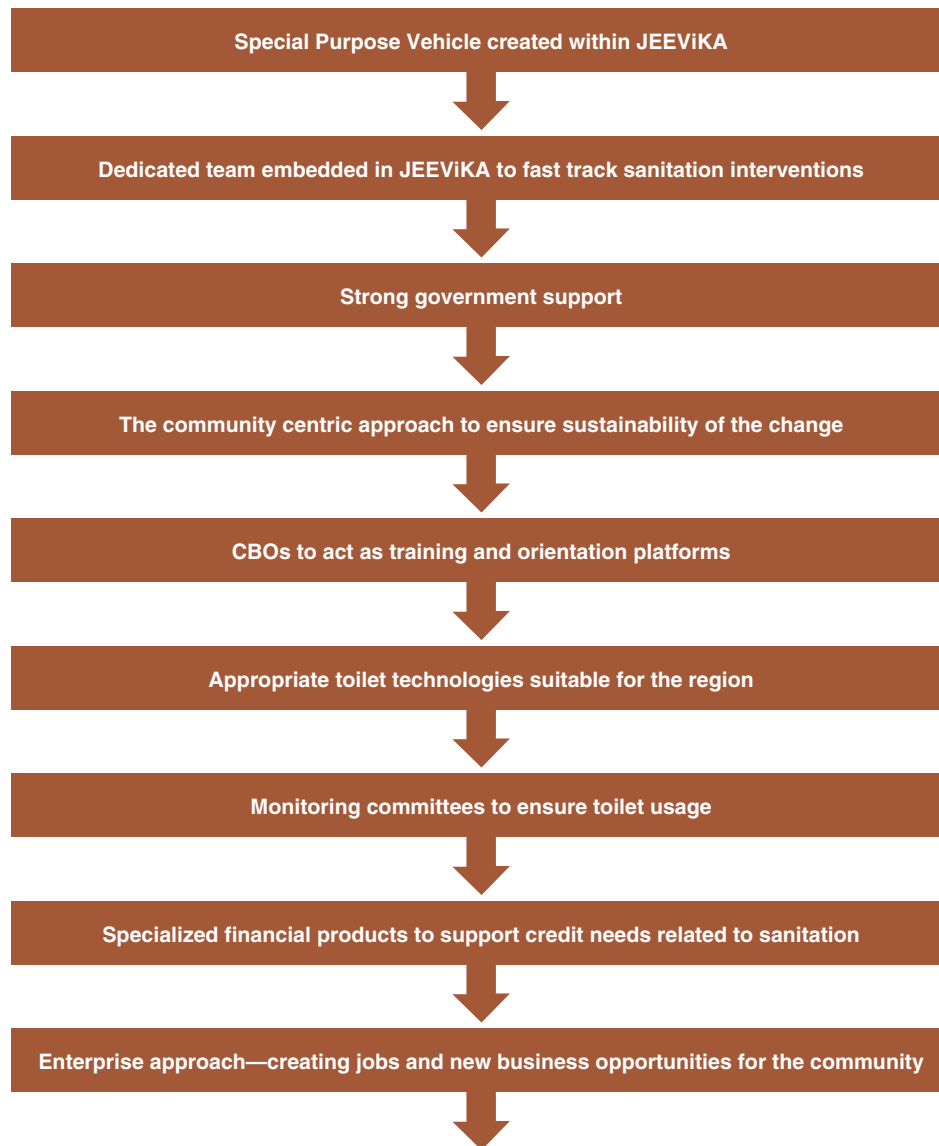 Special Purpose Vehicle created within JEEViKA
Dedicated team embedded in JEEViKA to fast track sanitation interventions
Strong government support
The community centric approach to ensure sustainability of the change
CBOs to act as training and orientation platforms
Appropriate toilet technologies suitable for the region
Monitoring committees to ensure toilet usage
Specialized financial products to support credit needs related to sanitation
Enterprise approach—creating jobs and new business opportunities for the community